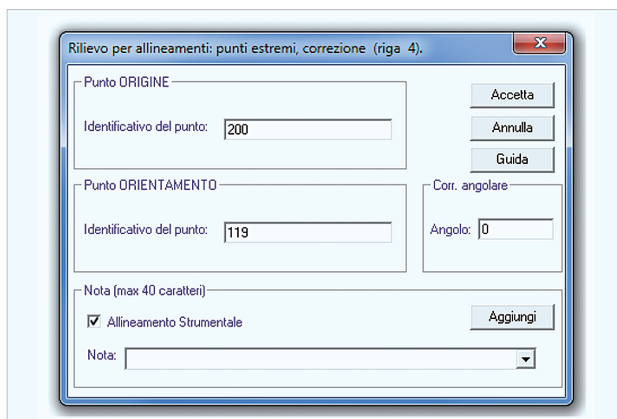 Rilievo per allineamenti: punti estremi, correzione (riga 4).
Punto ORIGINE
Identificativo del punto: 200
Accetta
Annulla
Guida
Punto ORIENTAMENTO
Identificativo del punto: 119
Corr. angolare
Angolo: 0
Nota (max 40 caratteri)
Allineamento Strumentale
Aggiungi
Nota: